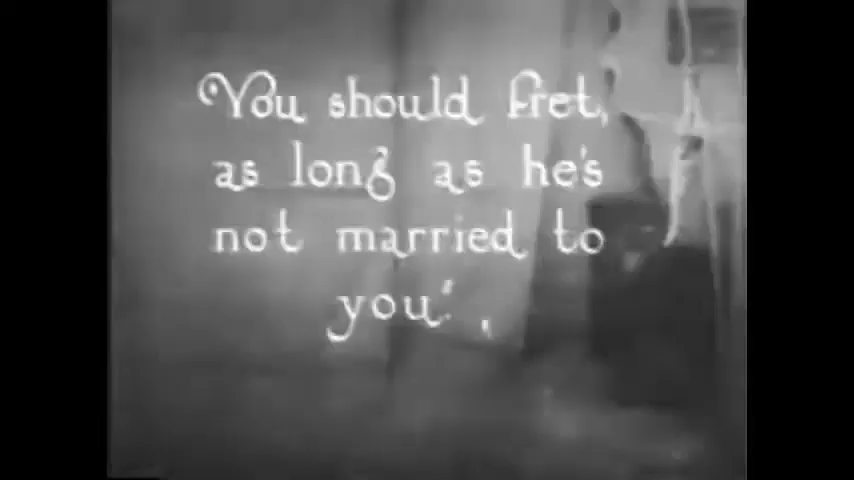 You should fret,
as long as he's
not married to
you".